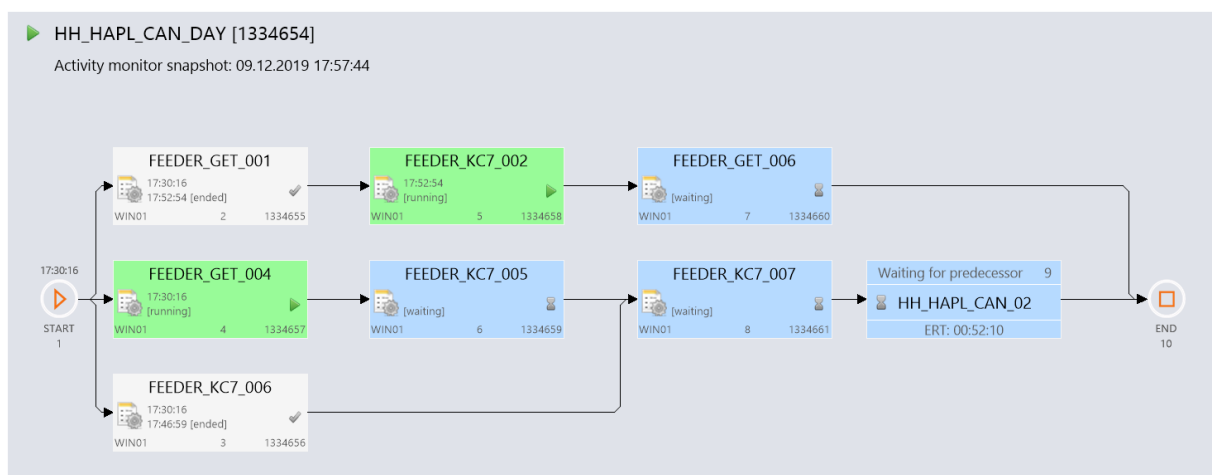 HH_HAPL_CAN_DAY [1334654]
Activity monitor snapshot: 09.12.2019 17:57:44
FEEDER_GET_001
17:30:16
17:52:54 [ended]
WIN01 2 1334655
FEEDER_KC7_002
17:52:54
[running]
WIN01 5 1334658
FEEDER_GET_006
[waiting]
WIN01 7 1334660
17:30:16
START
1
FEEDER_GET_004
17:30:16
[running]
WIN01 4 1334657
FEEDER_KC7_005
[waiting]
WIN01 6 1334659
FEEDER_KC7_007
[waiting]
WIN01 8 1334661
Waiting for predecessor 9
HH_HAPL_CAN_02
ERT: 00:52:10
END
10
FEEDER_KC7_006
17:30:16
17:46:59 [ended]
WIN01 3 1334656